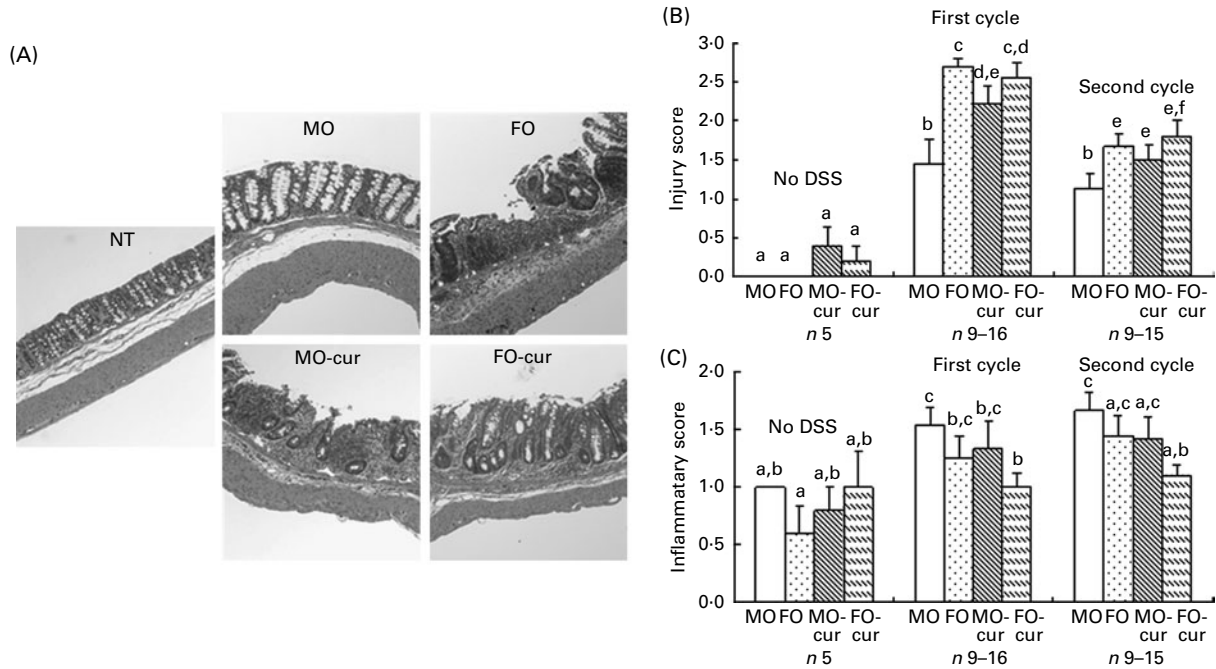 (A)
NT
MO
FO
MO-cur
FO-cur
(B)
First cycle
Second cycle
No DSS
Injury score
3·0
2·5
2·0
1·5
1·0
0·5
0·0
a a a a
b c d,e c,d
b e e e,f
MO FO MO-cur FO-cur
MO FO MO-cur FO-cur
MO FO MO-cur FO-cur
n 5
n 9–16
n 9–15
(C)
First cycle
Second cycle
No DSS
Inflammatary score
2·0
1·5
1·0
0·5
0·0
a,b a a,b a,b
c b,c b,c b
c a,c a,c a,b
MO FO MO-cur FO-cur
MO FO MO-cur FO-cur
MO FO MO-cur FO-cur
n 5
n 9–16
n 9–15